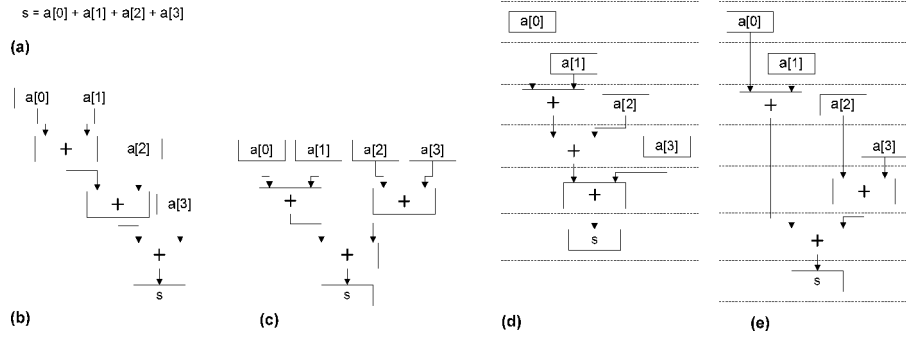 s = a[0] + a[1] + a[2] + a[3]
(a)
a[0] a[1]
+ a[2]
+ a[3]
+
s
(b)
a[0] a[1] a[2] a[3]
+ +
+
s
(c)
a[0]
a[1]
+ a[2]
+ a[3]
+
s
(d)
a[0]
a[1]
+ a[2]
a[3]
+
+
s
(e)